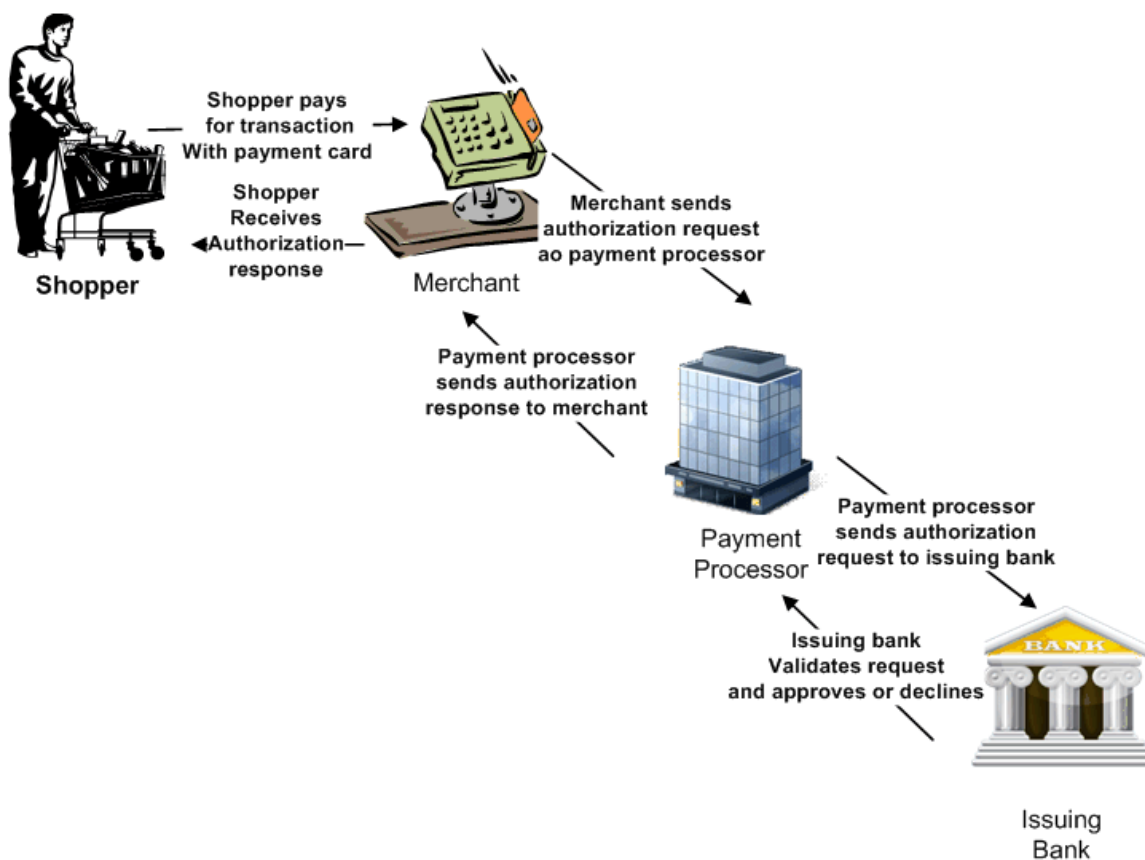 Shopper pays
for transaction
With payment card
Shopper
Receives
Authorization
response
Shopper
Merchant
Merchant sends
authorization request
ao payment processor
Payment processor
sends authorization
response to merchant
Payment
Processor
Payment processor
sends authorization
request to issuing bank
Issuing bank
Validates request
and approves or declines
BANK
Issuing
Bank